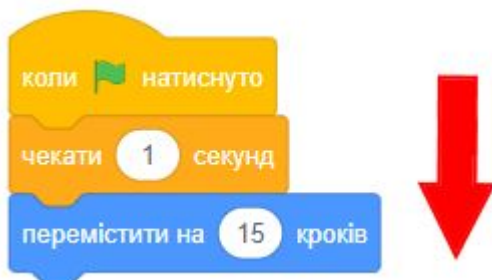 коли натиснуто
чекати 1 секунд
перемістити на 15 кроків